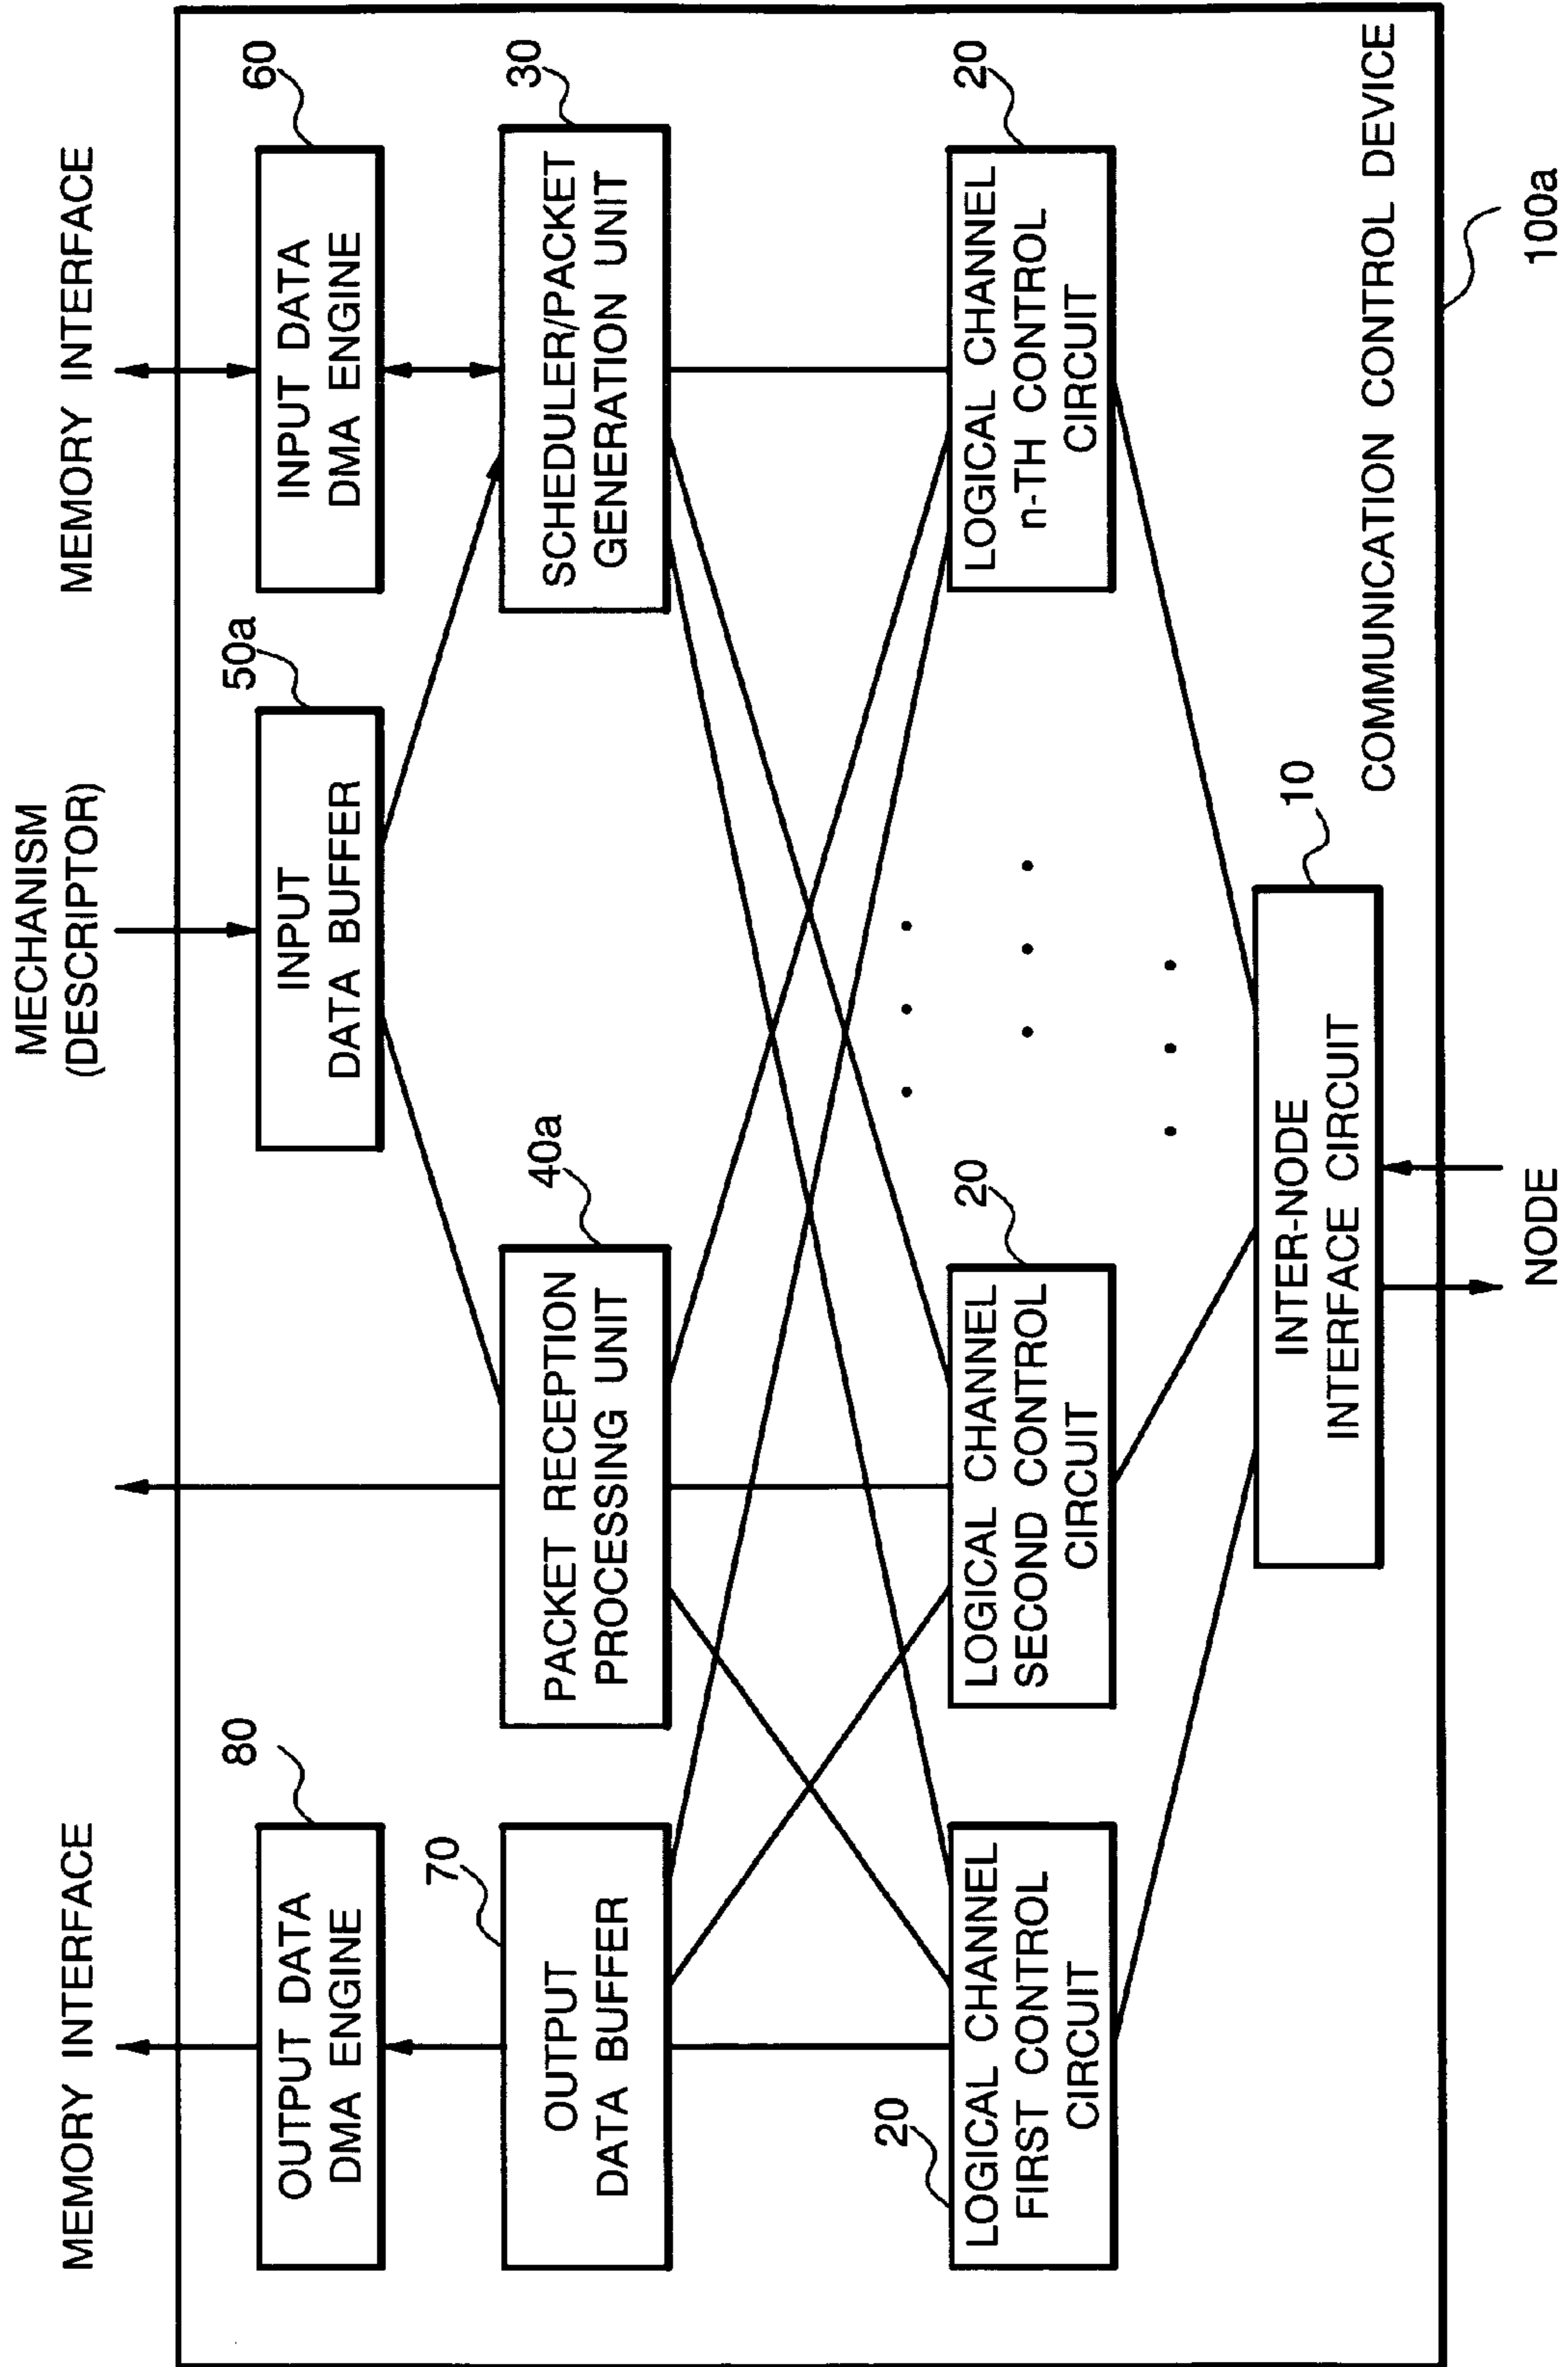 MEMORY INTERFACE
MECHANISM
(DESCRIPTOR)
MEMORY INTERFACE
80
OUTPUT DATA
DMA ENGINE
50a
INPUT
DATA BUFFER
60
INPUT DATA
DMA ENGINE
70
OUTPUT
DATA BUFFER
40a
PACKET RECEPTION
PROCESSING UNIT
30
SCHEDULER/PACKET
GENERATION UNIT
20
LOGICAL CHANNEL
FIRST CONTROL
CIRCUIT
20
LOGICAL CHANNEL
SECOND CONTROL
CIRCUIT
20
LOGICAL CHANNEL
n-TH CONTROL
CIRCUIT
10
INTER-NODE
INTERFACE CIRCUIT
COMMUNICATION CONTROL DEVICE
NODE
100a